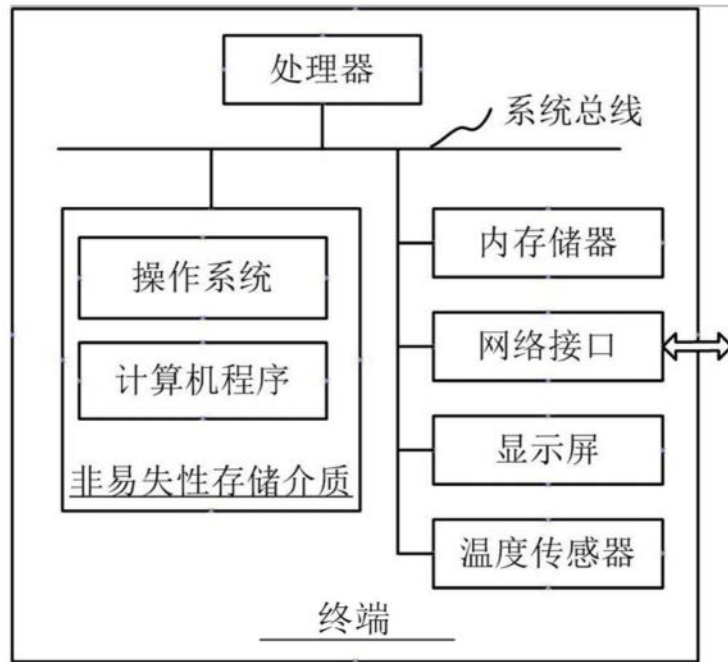 处理器
系统总线
操作系统
计算机程序
非易失性存储介质
内存储器
网络接口
显示屏
温度传感器
终端